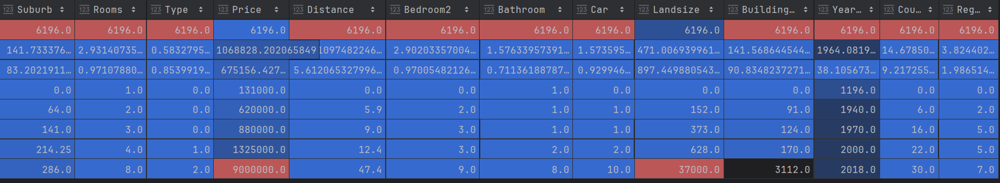 123 Suburb 123 Rooms 123 Type 123 Price 123 Distance 123 Bedroom2 123 Bathroom 123 Car 123 Landsize 123 Building... 123 Year... 123 Cou... 123 Reg...
6196.0 6196.0 6196.0 6196.0 6196.0 6196.0 6196.0 6196.0 6196.0 6196.0 6196.0 6196.0 6196.0
141.733376... 2.93140735... 0.5832795... 1068828.202065849 1097482246... 2.90203357004... 1.57633957391... 1.573595... 471.006939961... 141.568644544... 1964.0819... 14.67850... 3.824402...
83.2021911... 0.97107880... 0.8539919... 675156.427... 5.612065327996... 0.97005482126... 0.71136188787... 0.929946... 897.449880543... 90.8348237271... 38.105673... 9.217255... 1.986514...
0.0 1.0 0.0 131000.0 0.0 0.0 1.0 0.0 0.0 0.0 1196.0 0.0 0.0
64.0 2.0 0.0 620000.0 5.9 2.0 1.0 1.0 152.0 91.0 1940.0 6.0 2.0
141.0 3.0 0.0 880000.0 9.0 3.0 1.0 1.0 373.0 124.0 1970.0 16.0 5.0
214.25 4.0 1.0 1325000.0 12.4 3.0 2.0 2.0 628.0 170.0 2000.0 22.0 5.0
286.0 8.0 2.0 9000000.0 47.4 9.0 8.0 10.0 37000.0 3112.0 2018.0 30.0 7.0